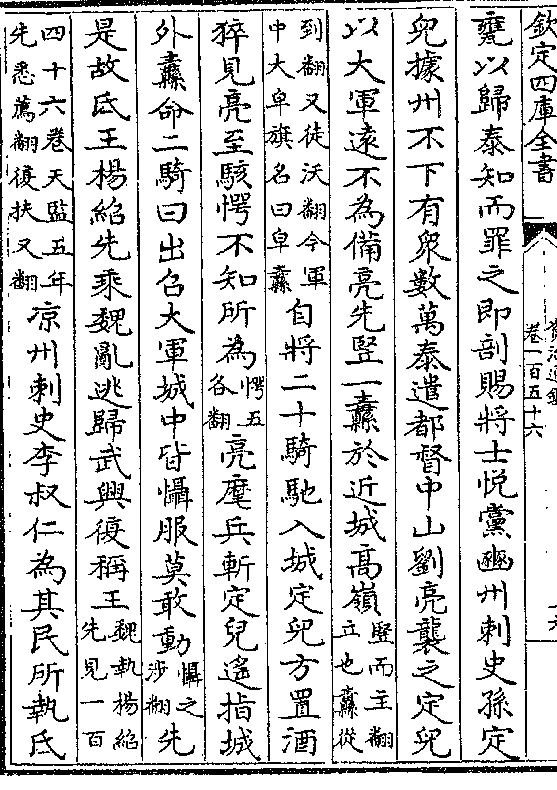 欽定四庫全書
資治通鑑
卷一百五十六
甕以歸泰知而罪之即剖賜將士悅黨豳州刺史孫定
兒據州不下有衆數萬泰遣都督中山劉亮襲之定兒
以大軍逺不為備亮先竪一纛於近城高嶺竪而主翻立也纛從
到翻又徒沃翻今軍中大皁旗名曰皁纛自將二十騎馳入城定兒方置酒
猝見亮至駭愕不知所為愕五各翻亮麾兵斬定兒遙指城
外纛命二騎曰出召大軍城中皆懾服莫敢動懾之涉翻先
是故氐王楊紹先乘魏亂逃歸武興復稱王魏執楊紹先見一百
四十六卷天監五年先悉薦翻復扶又翻凉州刺史李叔仁為其民所執氐